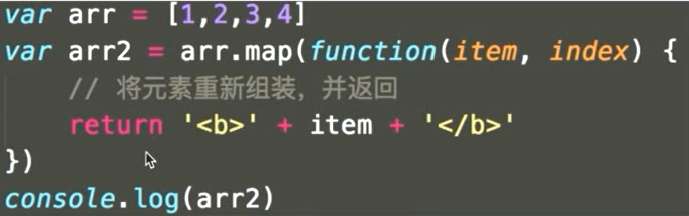 var arr = [1,2,3,4]
var arr2 = arr.map(function(item, index) {
    // 将元素重新组装，并返回
    return '<b>' + item + '</b>'
})
console.log(arr2)